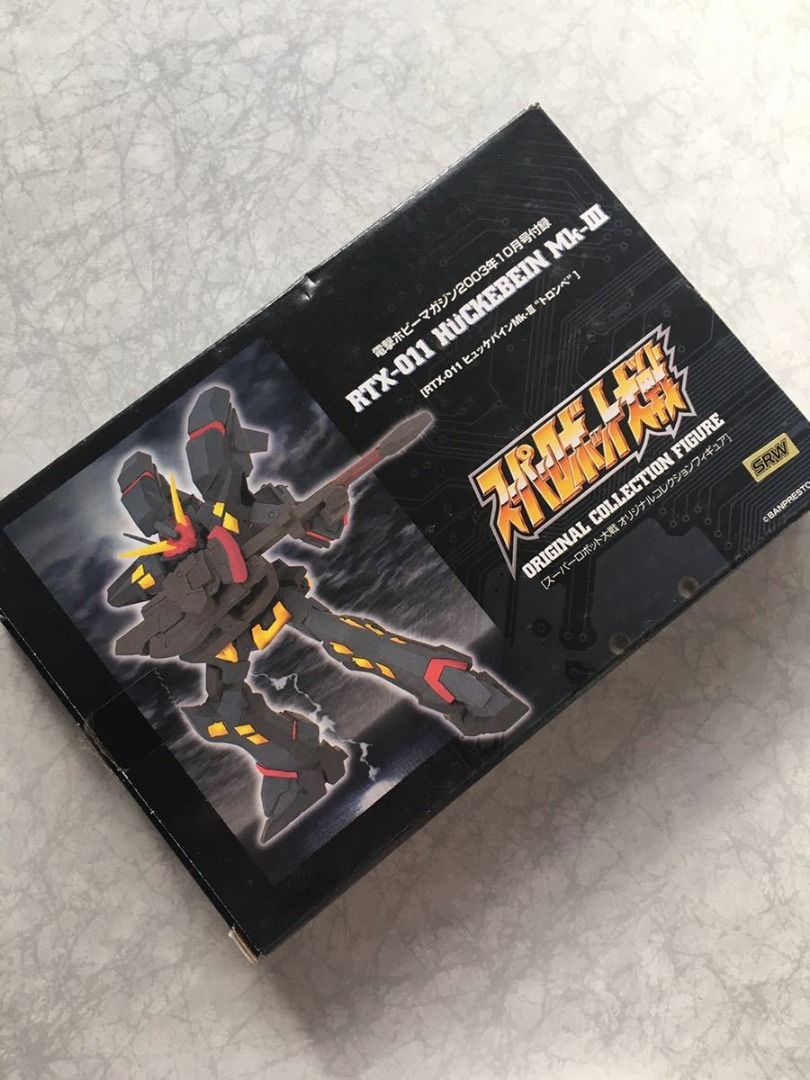 電撃ホビーマガジン2003年10月号付録
RTX-011 HUCKEBEIN Mk-III
[RTX-011 ヒュッケバインMk-III "トロンベ"]
スーパーロボット大戦
ORIGINAL COLLECTION FIGURE
[スーパーロボット大戦 オリジナルコレクションフィギュア]
SRW
©BANPRESTO